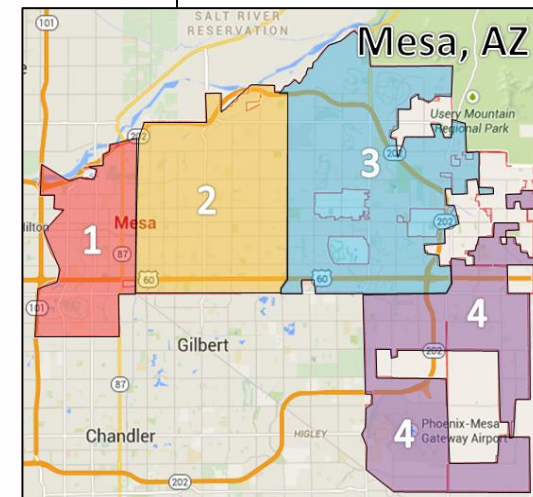 101
SALT RIVER
RESERVATION
Mesa, AZ
Usery Mountain
Regional Park
202
202
3
2
1
Mesa
87
202
60
60
101
4
Gilbert
202
87
4
Phoenix-Mesa
Gateway Airport
Chandler
HIGLEY
202